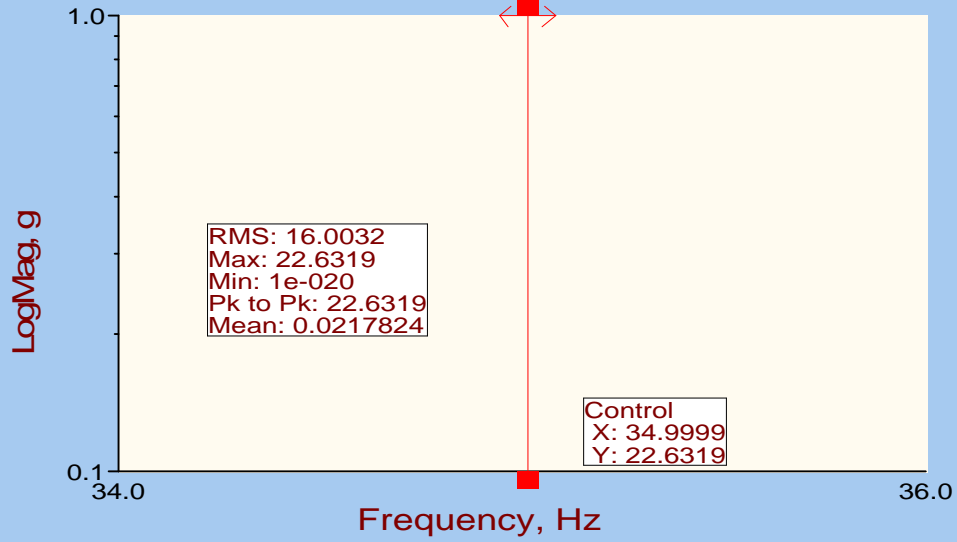 1.0
LogMag, g
RMS: 16.0032
Max: 22.6319
Min: 1e-020
Pk to Pk: 22.6319
Mean: 0.0217824
Control
X: 34.9999
Y: 22.6319
0.1
34.0
36.0
Frequency, Hz